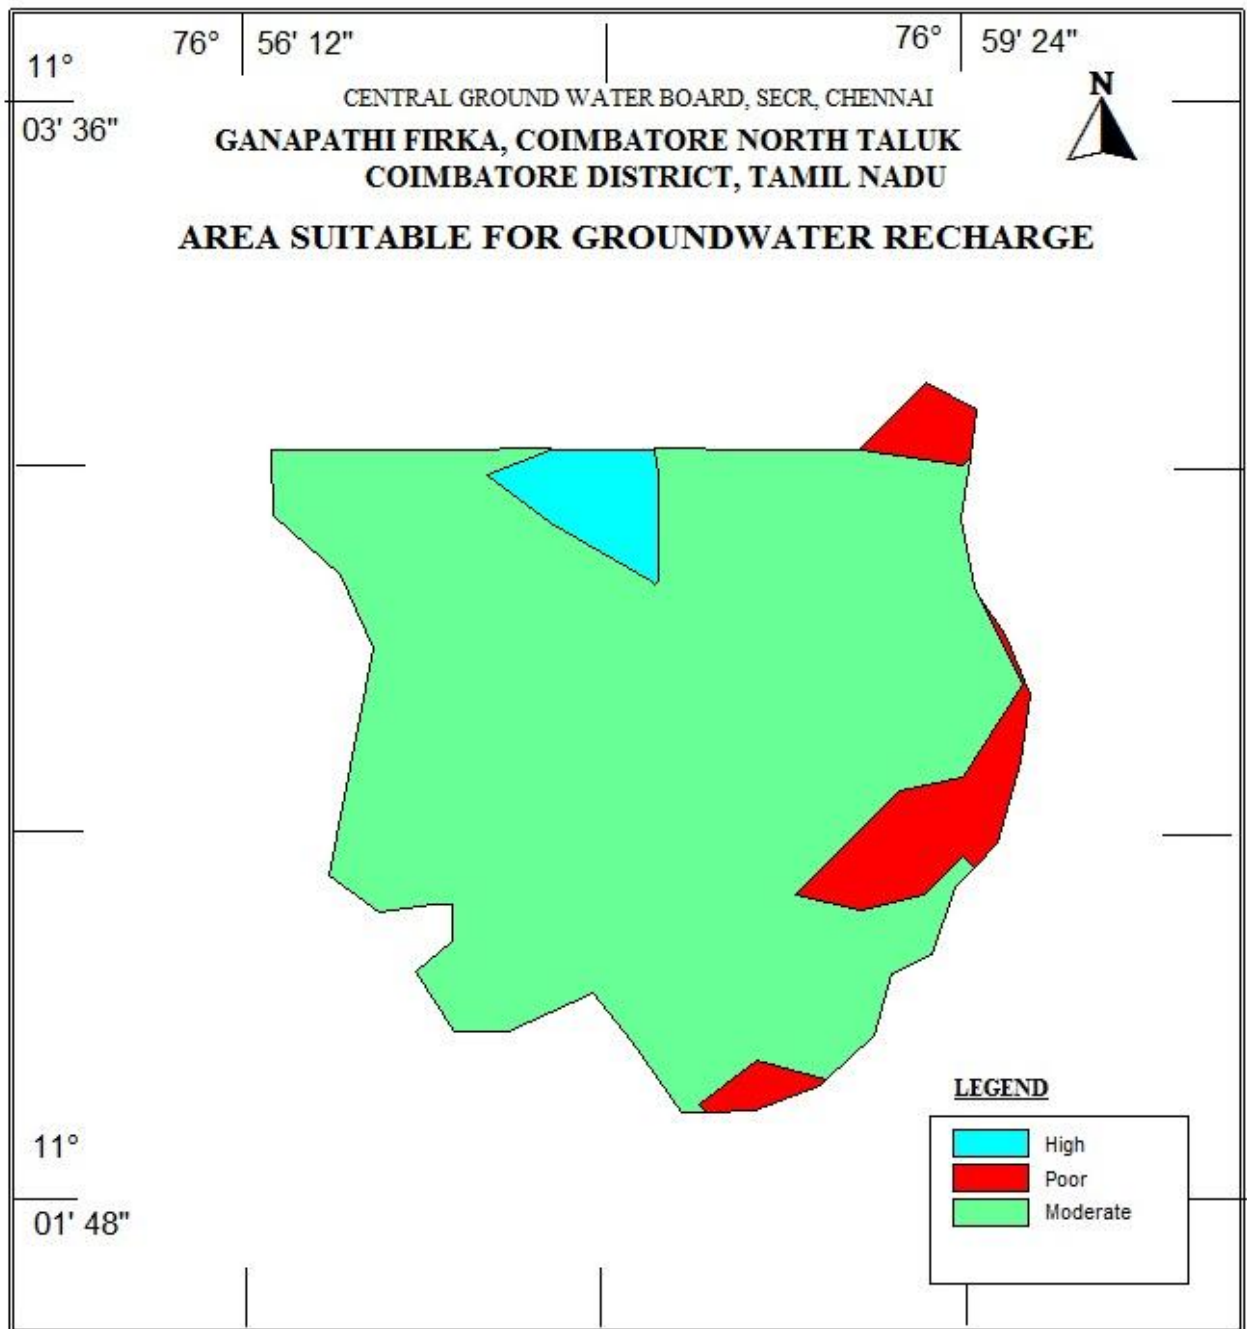 76° 56' 12" 76° 59' 24"
11°
03' 36"
N
CENTRAL GROUND WATER BOARD, SECR, CHENNAI
GANAPATHI FIRKA, COIMBATORE NORTH TALUK
COIMBATORE DISTRICT, TAMIL NADU
AREA SUITABLE FOR GROUNDWATER RECHARGE
LEGEND
High
Poor
Moderate
11°
01' 48"